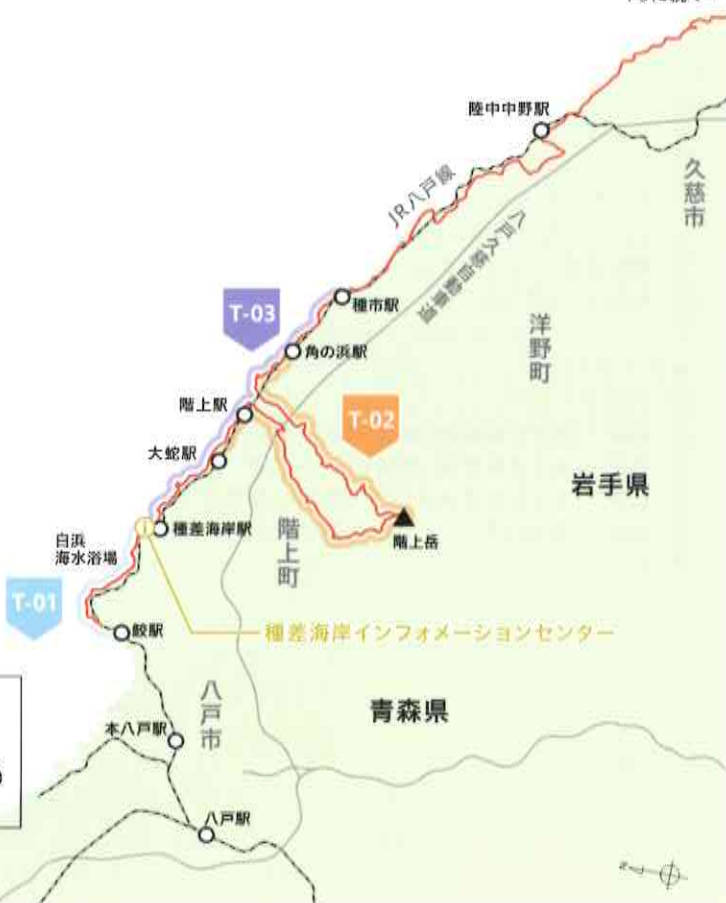 陸中中野駅
久慈市
JR八戸線
八戸久慈自動車道
T-03
種市駅
洋野町
角の浜駅
階上駅
T-02
大蛇駅
岩手県
種差海岸駅
白浜
海水浴場
階上町
階上岳
T-01
鮫駅
種差海岸インフォメーションセンター
八戸市
青森県
本八戸駅
八戸駅
N